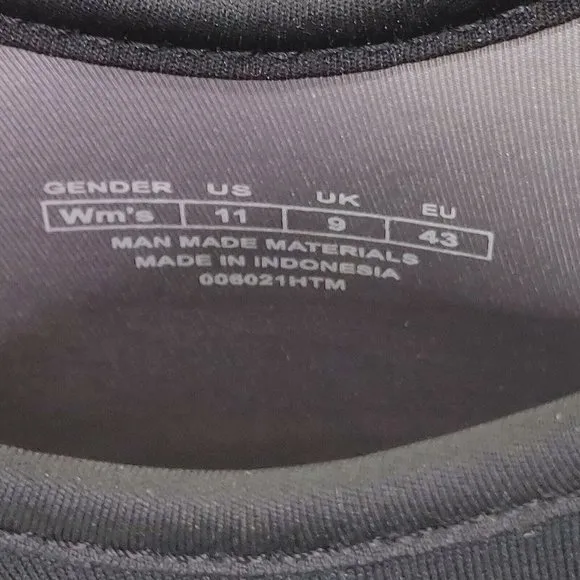 GENDER US UK EU
Wm's 11 9 43
MAN MADE MATERIALS
MADE IN INDONESIA
006021HTM